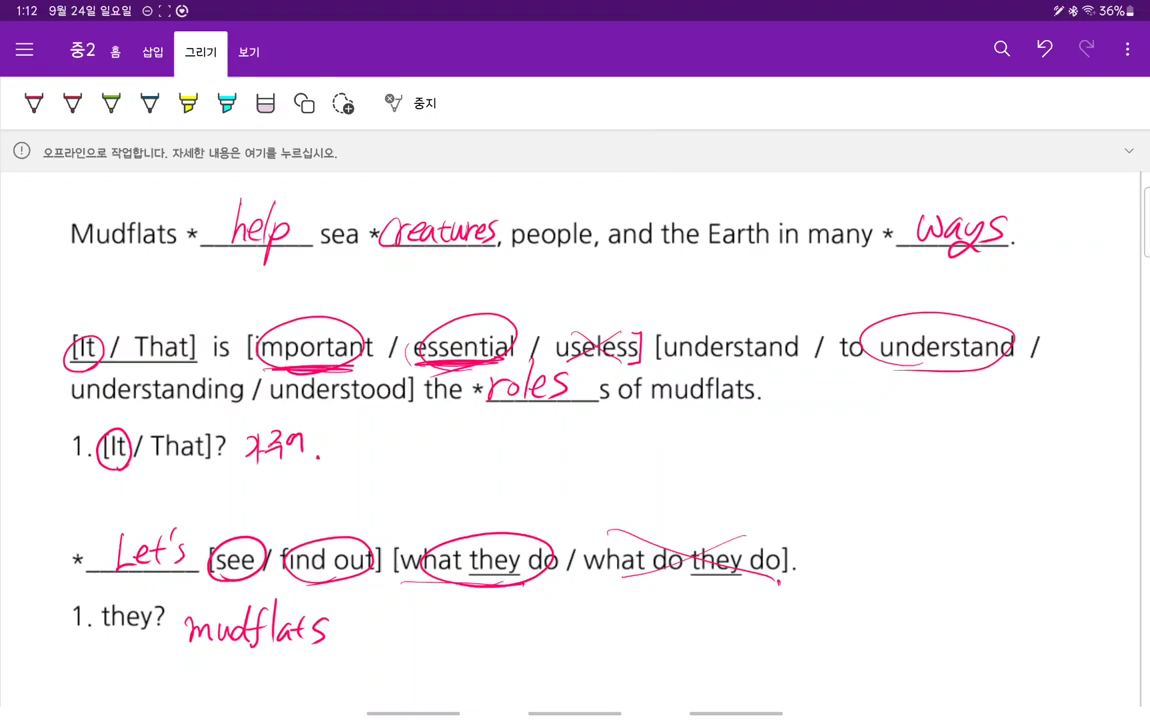 1:12 9월 24일 일요일 36%
중2 홈 삽입 그리기 보기
중지
오프라인으로 작업합니다. 자세한 내용은 여기를 누르십시오.
Mudflats * help sea * creatures, people, and the Earth in many * ways.
[It / That] is [important / essential / useless] [understand / to understand /
understanding / understood] the * roles s of mudflats.
1. [It / That]? 가주어.
* Let's [see / find out] [what they do / what do they do].
1. they? mudflats